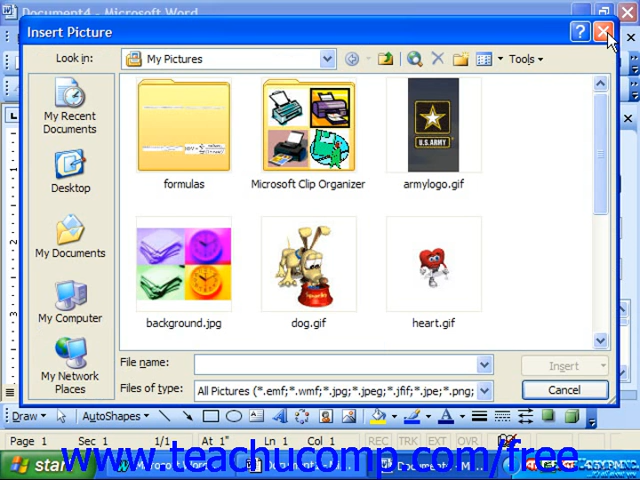 Document4 - Microsoft Word
Insert Picture
Look in: My Pictures
Tools
My Recent Documents
Desktop
My Documents
My Computer
My Network Places
formulas
Microsoft Clip Organizer
U.S. ARMY
armylogo.gif
background.jpg
dog.gif
heart.gif
File name:
Insert
Files of type: All Pictures (*.emf;*.wmf;*.jpg;*.jpeg;*.jfif;*.jpe;*.png;
Cancel
Draw AutoShapes
Page 1 Sec 1 1/1 At 1" Ln 1 Col 1 REC TRK EXT OVR
www.teachucomp.com/free
start